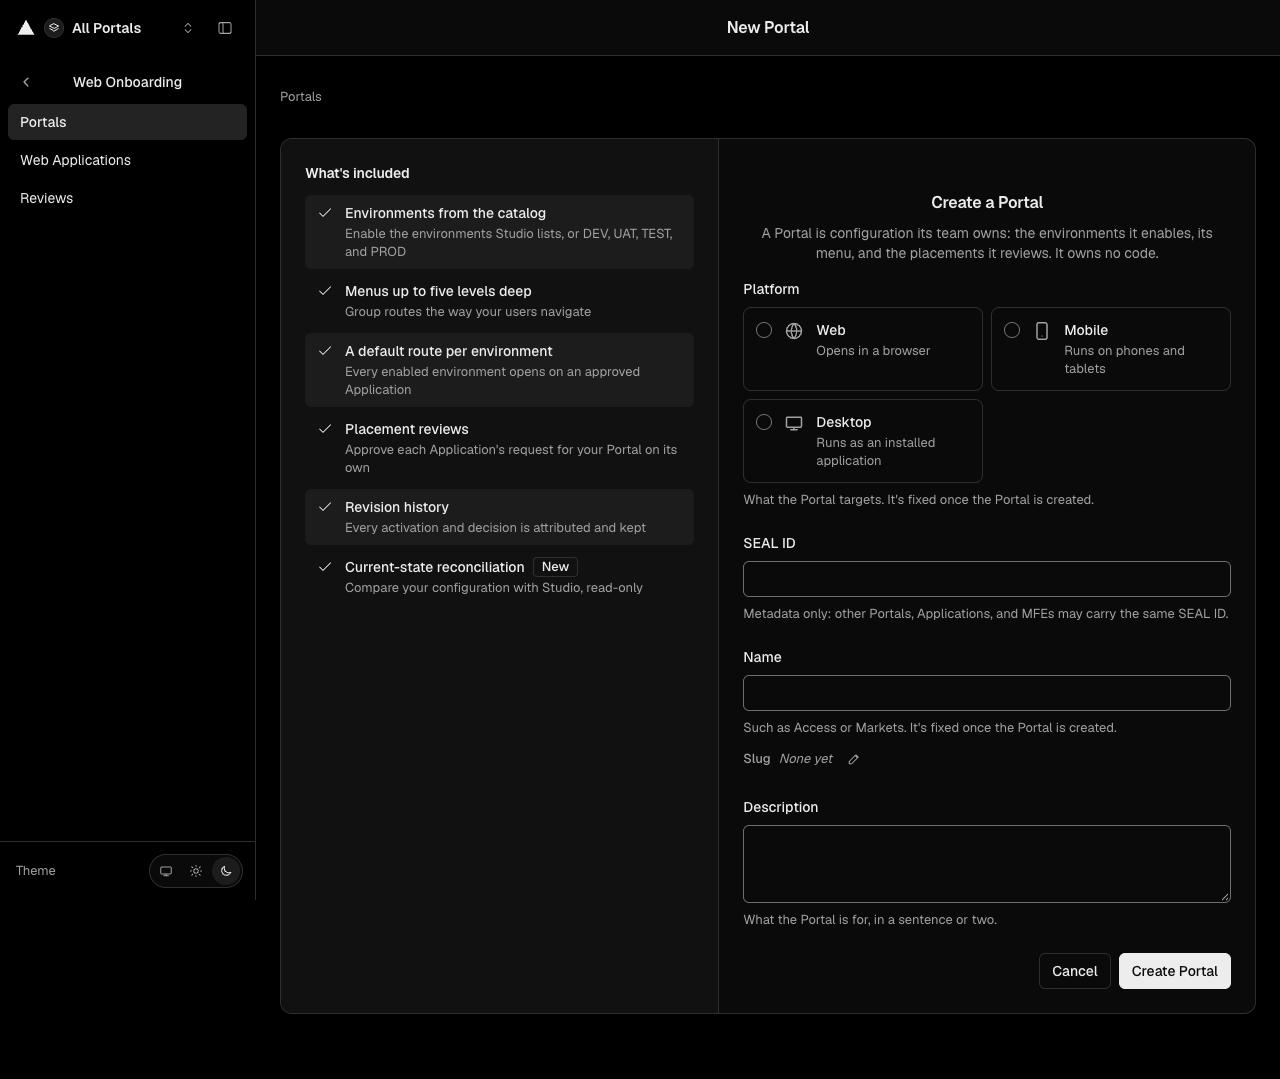 All Portals
New Portal
Web Onboarding
Portals
Web Applications
Reviews
Theme
Portals
What's included
Environments from the catalog
Enable the environments Studio lists, or DEV, UAT, TEST,
and PROD
Menus up to five levels deep
Group routes the way your users navigate
A default route per environment
Every enabled environment opens on an approved
Application
Placement reviews
Approve each Application's request for your Portal on its
own
Revision history
Every activation and decision is attributed and kept
Current-state reconciliation New
Compare your configuration with Studio, read-only
Create a Portal
A Portal is configuration its team owns: the environments it enables, its
menu, and the placements it reviews. It owns no code.
Platform
Web
Opens in a browser
Mobile
Runs on phones and
tablets
Desktop
Runs as an installed
application
What the Portal targets. It's fixed once the Portal is created.
SEAL ID
Metadata only: other Portals, Applications, and MFEs may carry the same SEAL ID.
Name
Such as Access or Markets. It's fixed once the Portal is created.
Slug None yet
Description
What the Portal is for, in a sentence or two.
Cancel
Create Portal